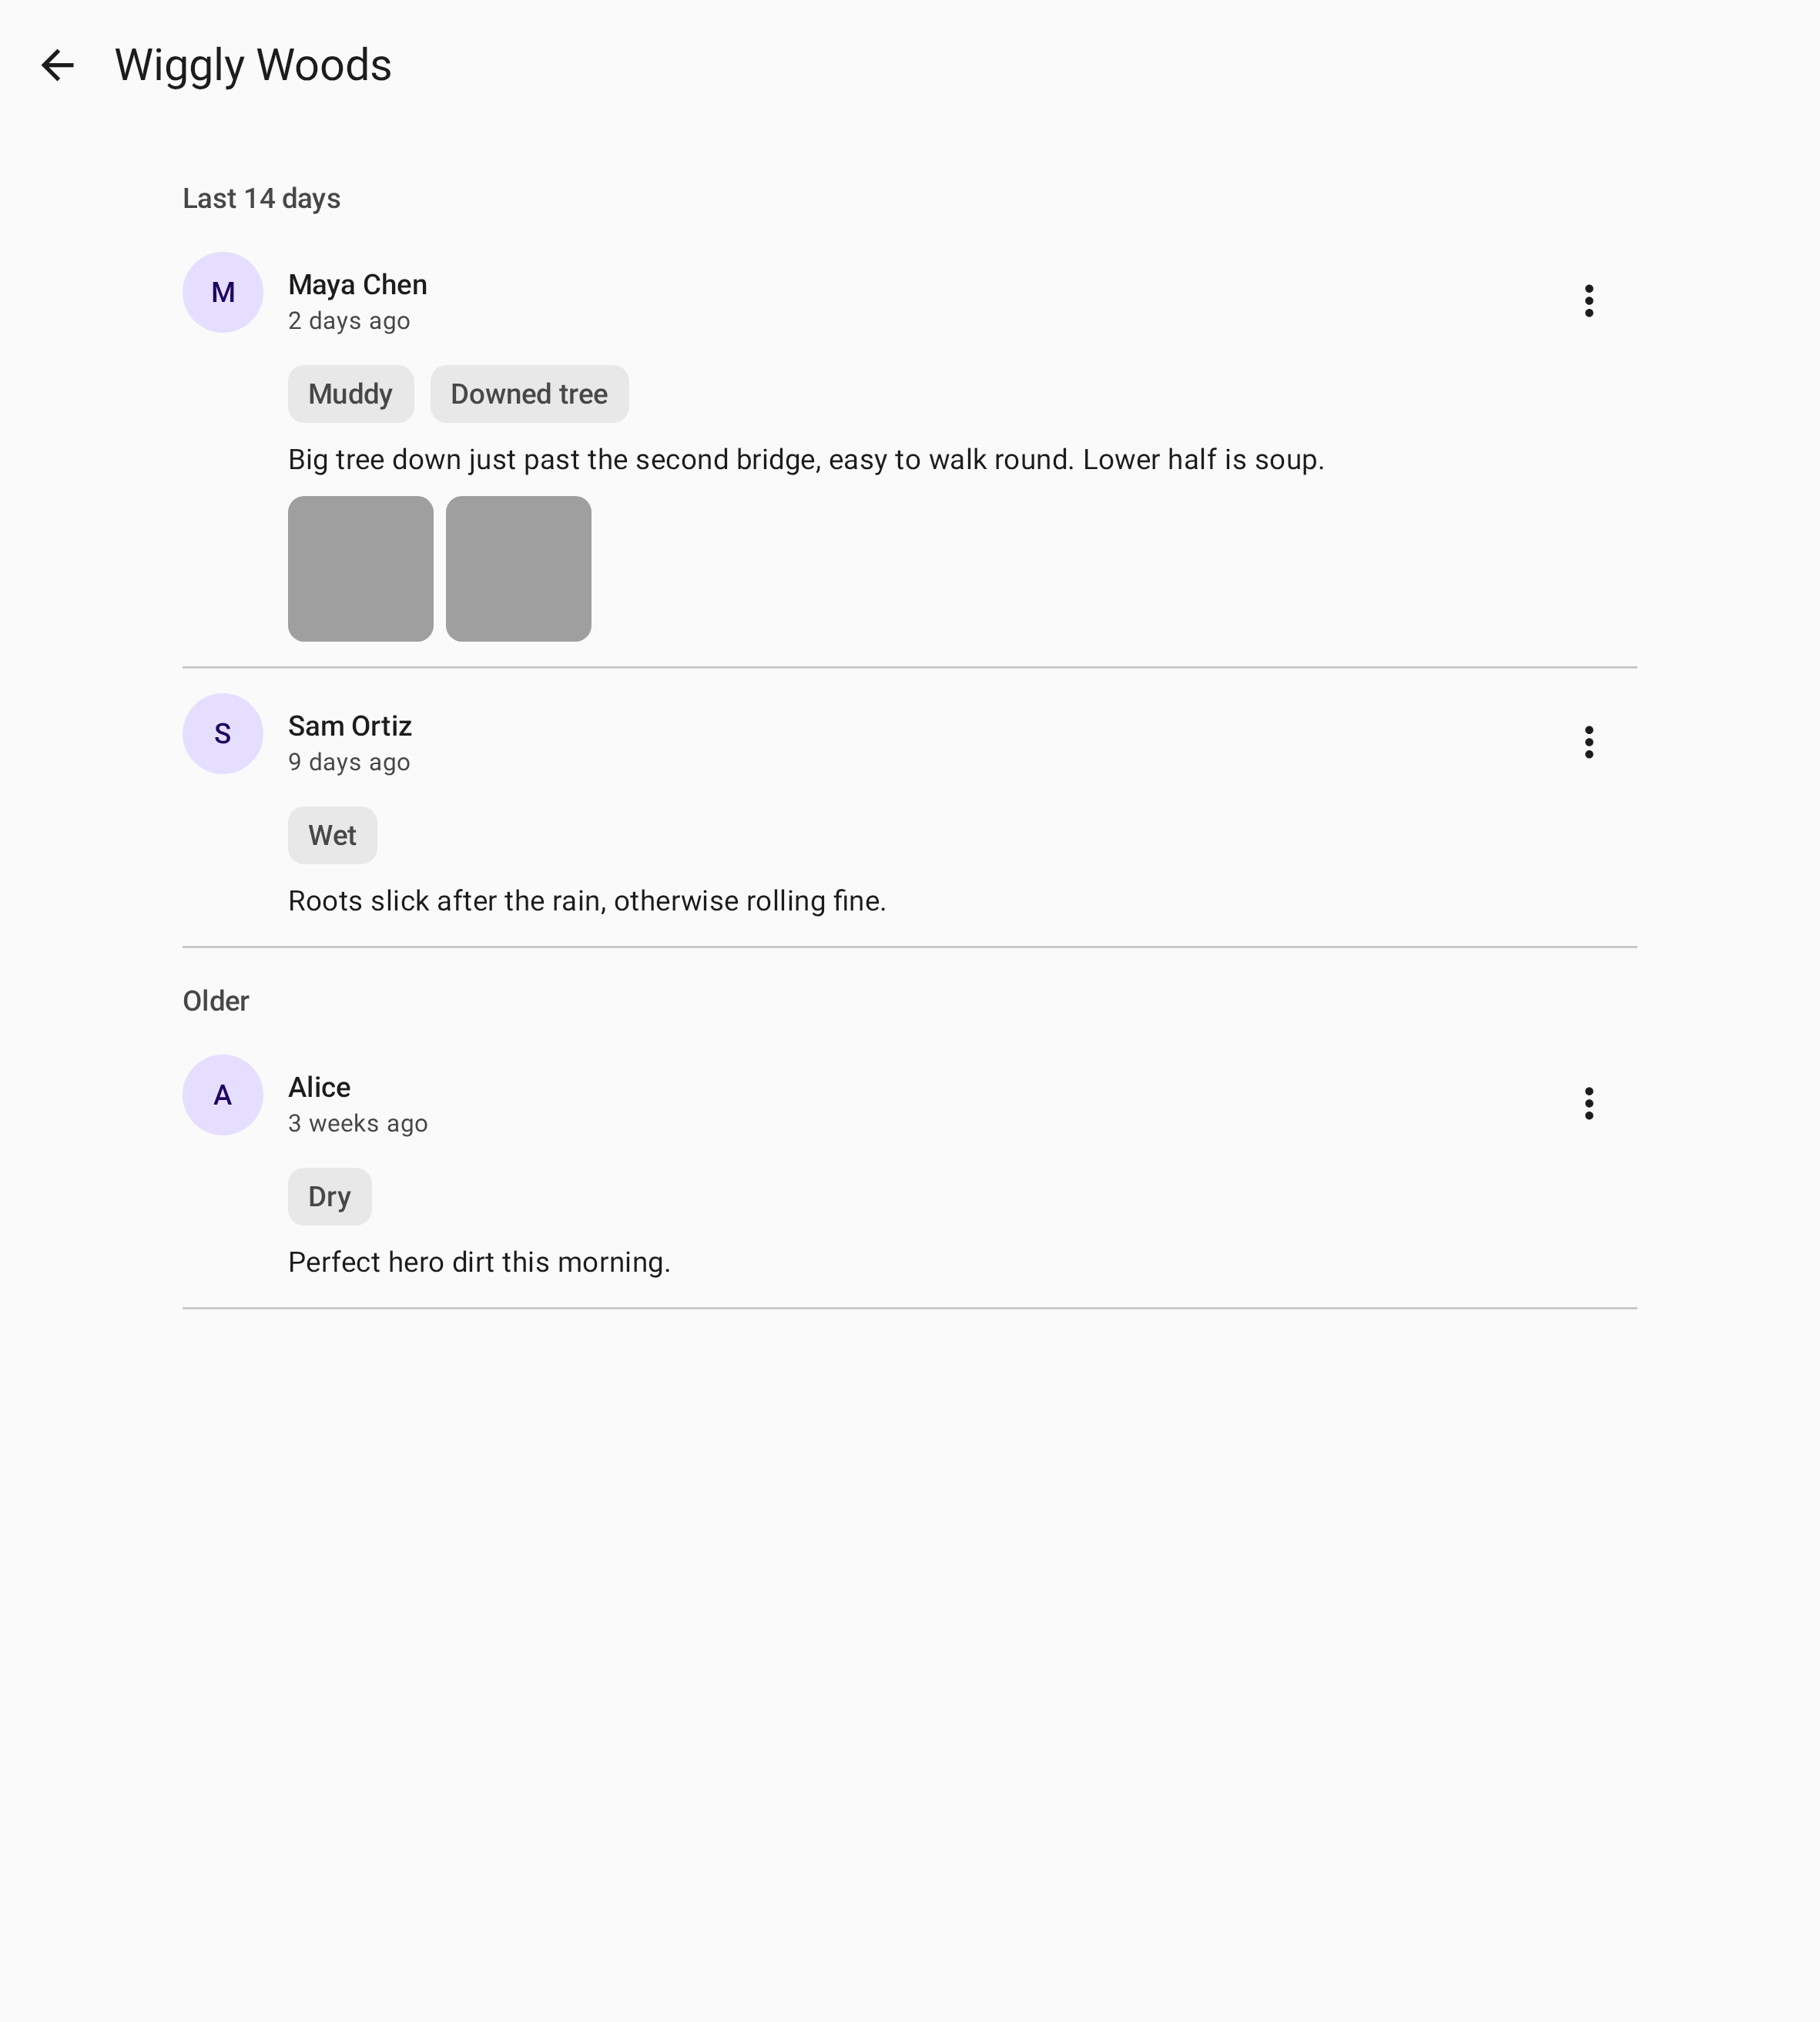 Wiggly Woods
Last 14 days
M
Maya Chen
2 days ago
Muddy Downed tree
Big tree down just past the second bridge, easy to walk round. Lower half is soup.
S
Sam Ortiz
9 days ago
Wet
Roots slick after the rain, otherwise rolling fine.
Older
A
Alice
3 weeks ago
Dry
Perfect hero dirt this morning.